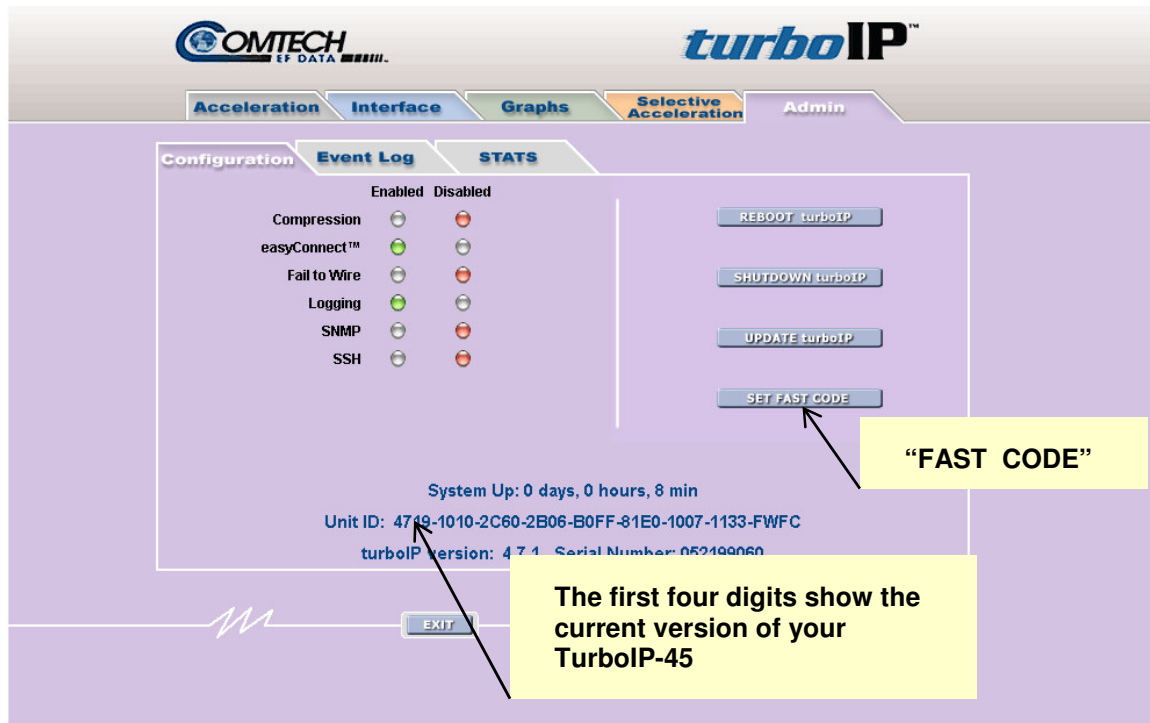 COMTECH
EF DATA
turboIP™
Acceleration Interface Graphs Selective Acceleration Admin
Configuration Event Log STATS
Enabled Disabled
Compression
easyConnect™
Fail to Wire
Logging
SNMP
SSH
REBOOT turboIP
SHUTDOWN turboIP
UPDATE turboIP
SET FAST CODE
“FAST CODE”
System Up: 0 days, 0 hours, 8 min
Unit ID: 4719-1010-2C60-2B06-B0FF-81E0-1007-1133-FWFC
turboIP version: 4.7.1 Serial Number: 052199060
The first four digits show the
current version of your
TurboIP-45
EXIT